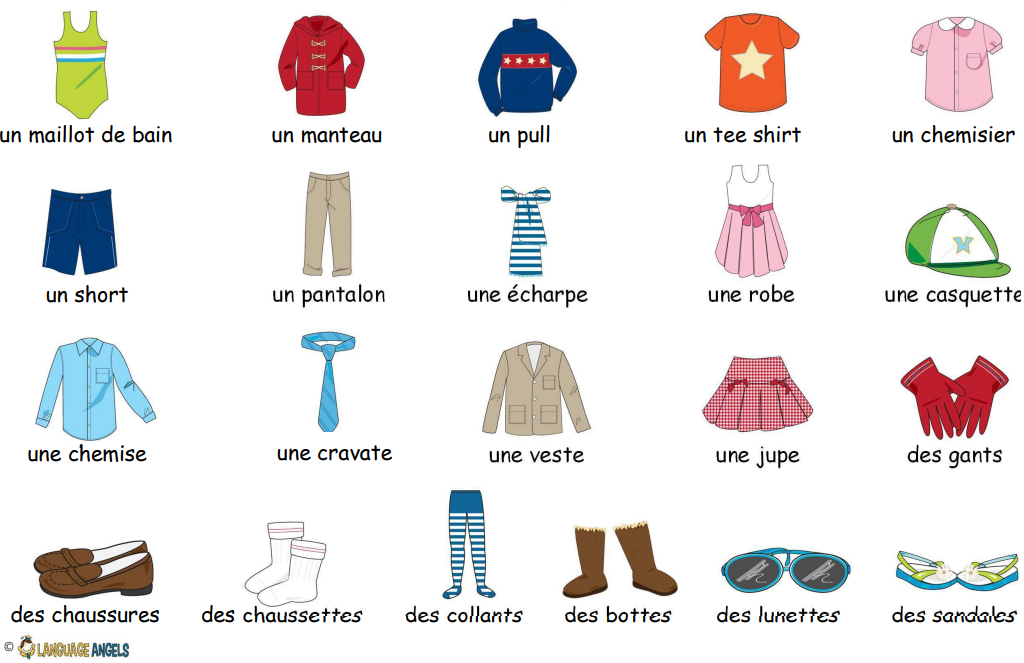 un maillot de bain
un manteau
un pull
un tee shirt
un chemisier
un short
un pantalon
une écharpe
une robe
une casquette
une chemise
une cravate
une veste
une jupe
des gants
des chaussures
des chaussettes
des collants
des bottes
des lunettes
des sandales
© LANGUAGE ANGELS